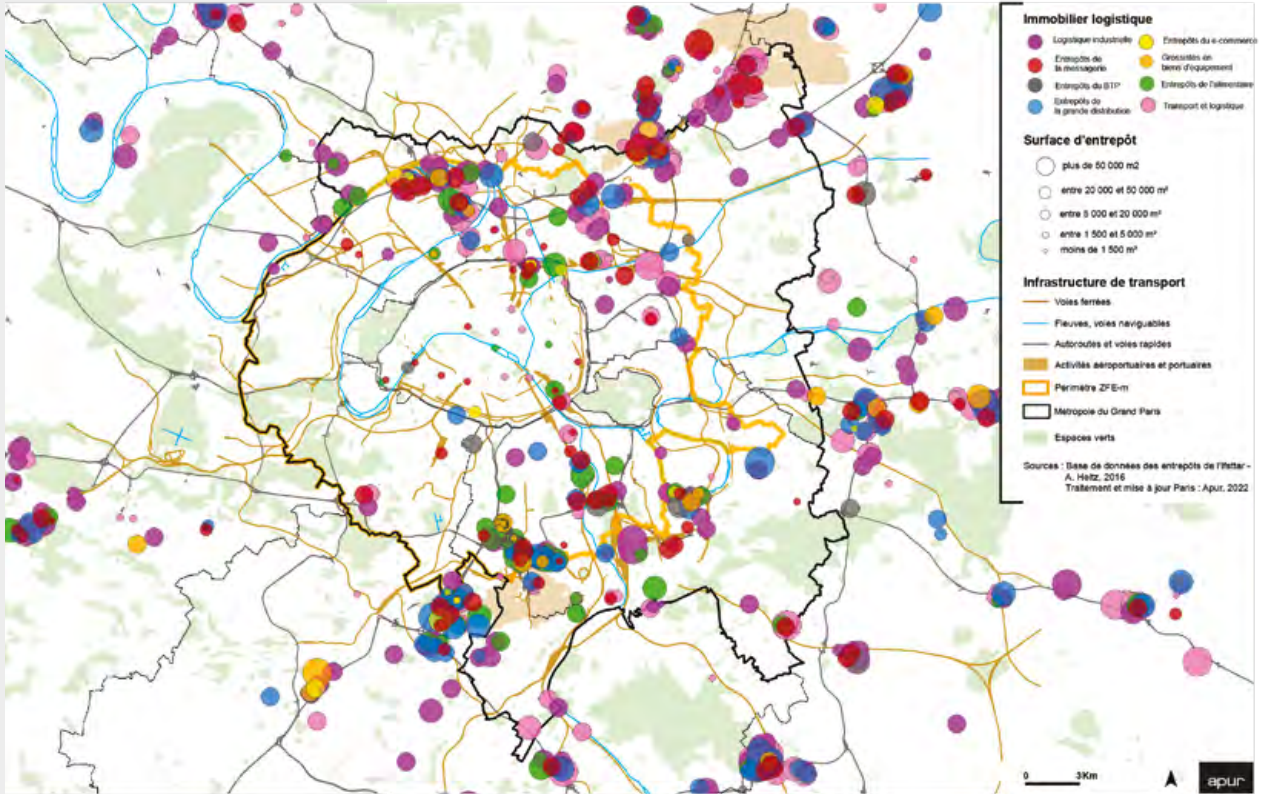 Immobilier logistique
Logistique industrielle
Entrepôts du e-commerce
Entrepôts de
la messagerie
Grossistes en
biens d'équipement
Entrepôts du BTP
Entrepôts de l'alimentaire
Entrepôts de
la grande distribution
Transport et logistique
Surface d'entrepôt
plus de 50 000 m2
entre 20 000 et 50 000 m²
entre 5 000 et 20 000 m²
entre 1 500 et 5 000 m²
moins de 1 500 m²
Infrastructure de transport
Voies ferrées
Fleuves, voies navigables
Autoroutes et voies rapides
Activités aéroportuaires et portuaires
Périmètre ZFE-m
Métropole du Grand Paris
Espaces verts
Sources : Base de données des entrepôts de l'Ifsttar -
A. Heitz, 2016
Traitement et mise à jour Paris : Apur, 2022
0 3Km
apur